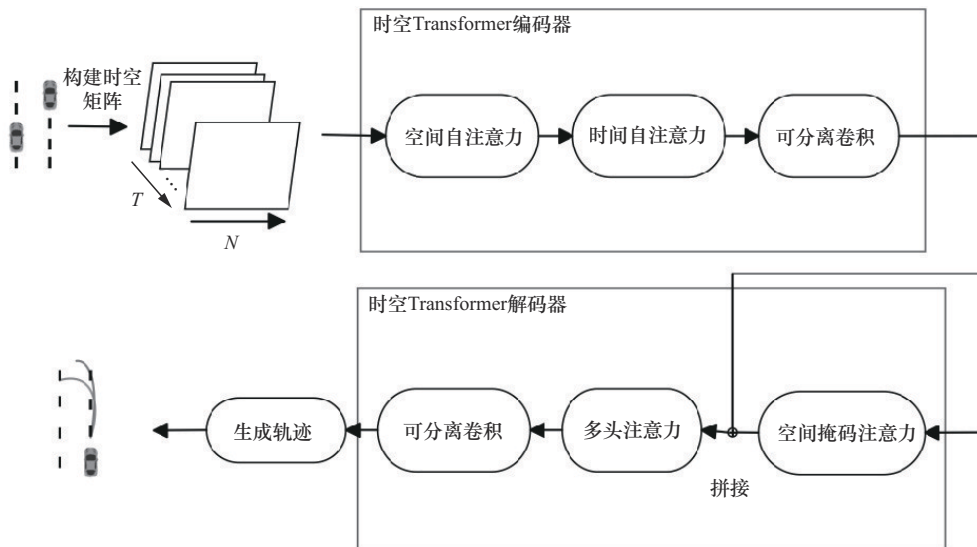 时空Transformer编码器
构建时空
矩阵
空间自注意力
时间自注意力
可分离卷积
T
N
时空Transformer解码器
生成轨迹
可分离卷积
多头注意力
空间掩码注意力
拼接